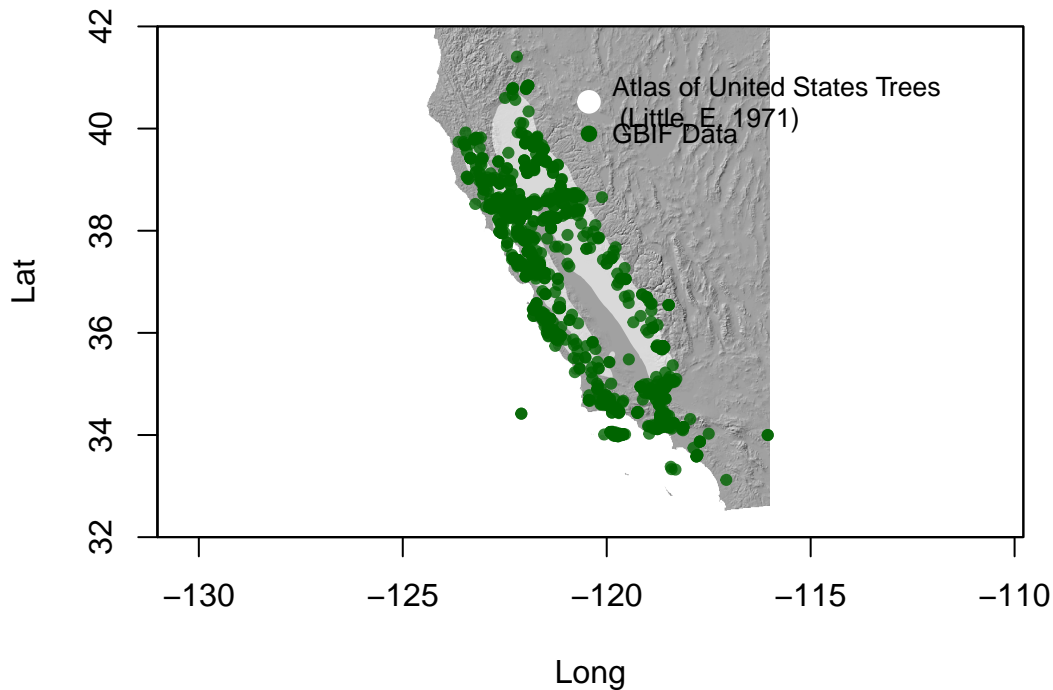 42
40
38
36
34
32
Lat
Atlas of United States Trees
(Little, E. 1971)
GBIF Data
−130
−125
−120
−115
−110
Long